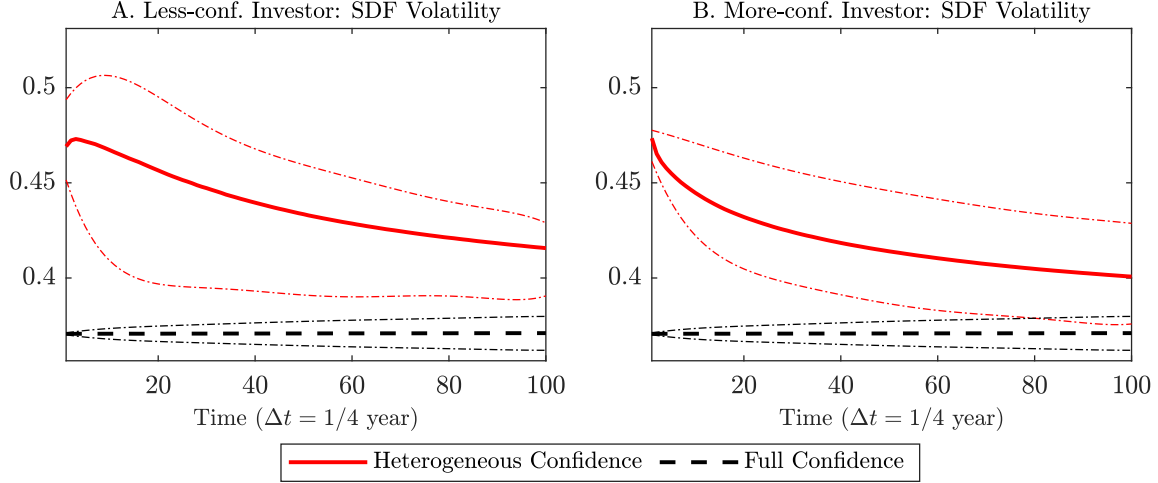 A. Less-conf. Investor: SDF Volatility
B. More-conf. Investor: SDF Volatility
0.5
0.45
0.4
0.5
0.45
0.4
20 40 60 80 100
20 40 60 80 100
Time (Δt = 1/4 year)
Time (Δt = 1/4 year)
Heterogeneous Confidence Full Confidence